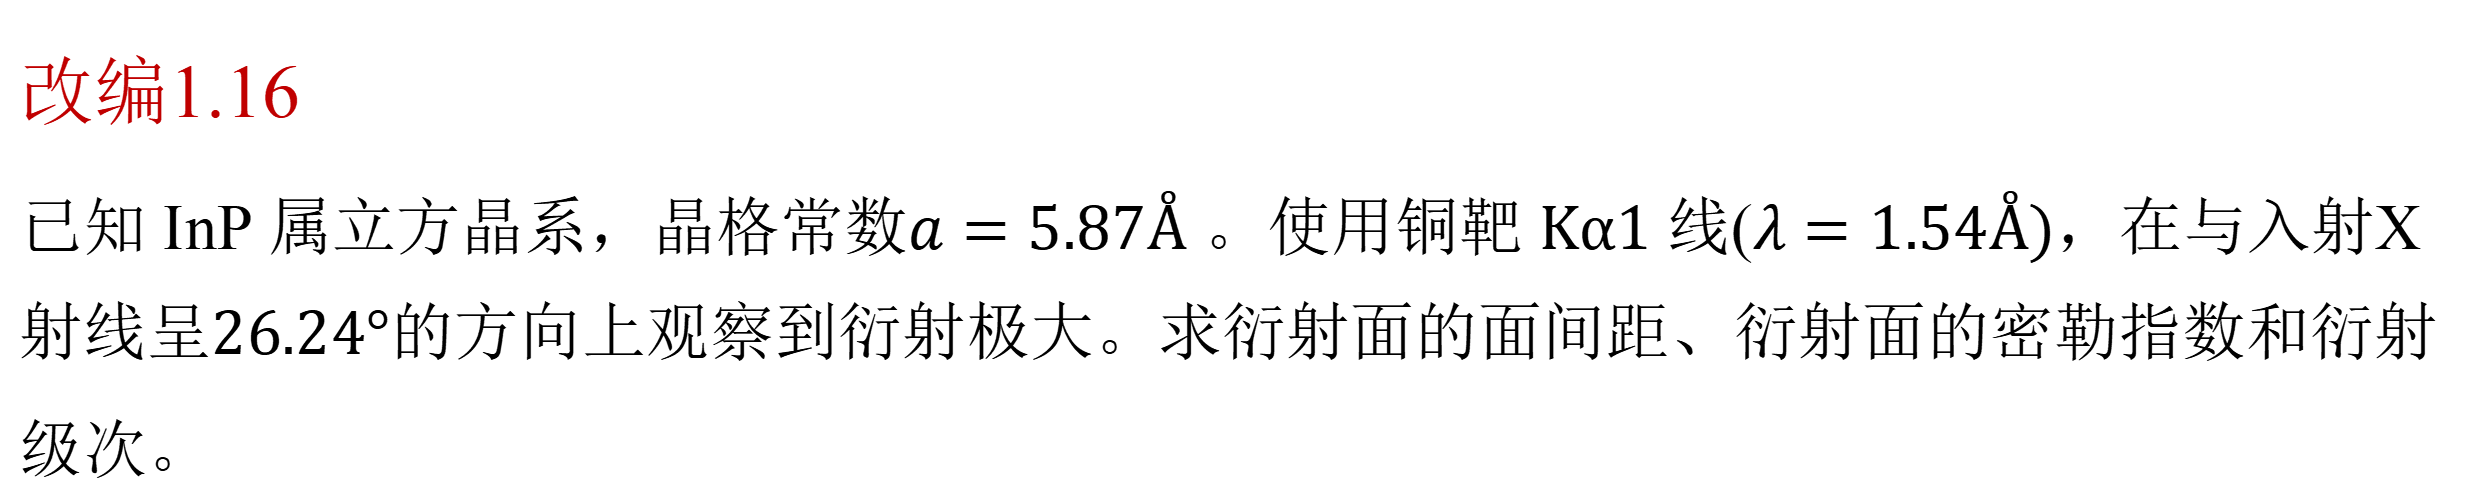 改编1.16
已知 InP 属立方晶系，晶格常数a = 5.87Å 。使用铜靶 Kα1 线(λ = 1.54Å)，在与入射X
射线呈26.24°的方向上观察到衍射极大。求衍射面的面间距、衍射面的密勒指数和衍射
级次。